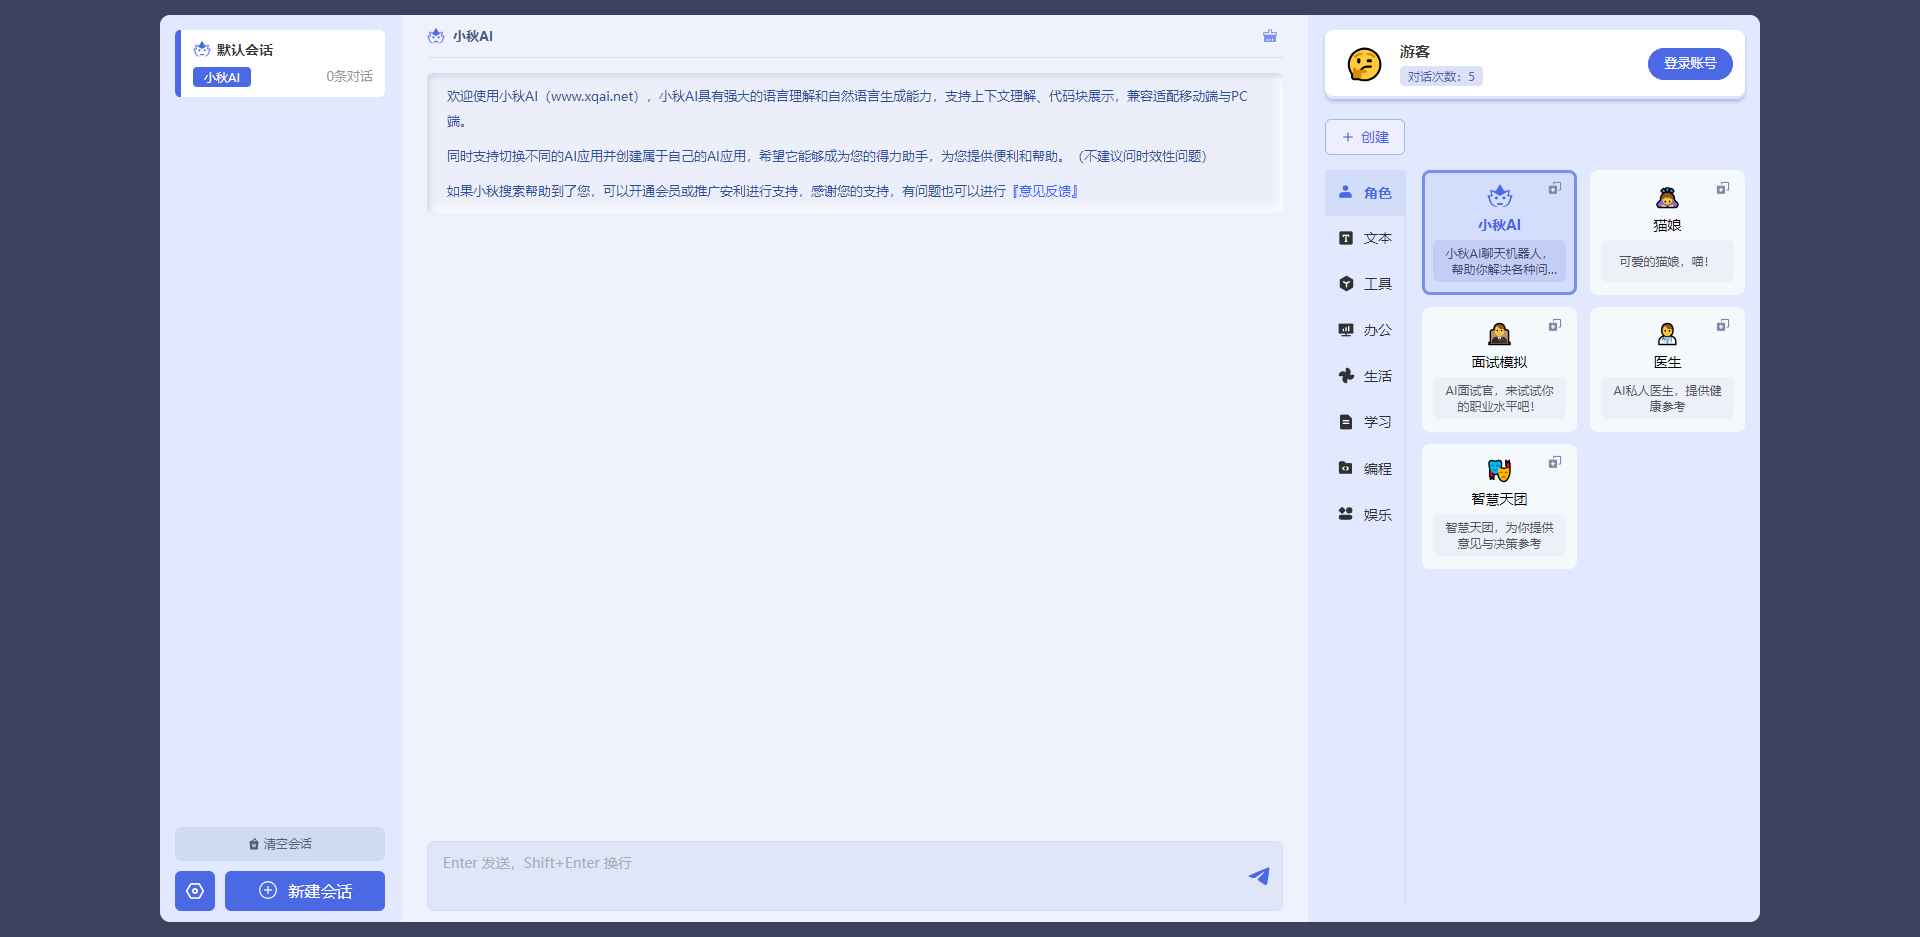 默认会话
小秋AI
0条对话
清空会话
新建会话
小秋AI
欢迎使用小秋AI（www.xqai.net），小秋AI具有强大的语言理解和自然语言生成能力，支持上下文理解、代码块展示，兼容适配移动端与PC
端。
同时支持切换不同的AI应用并创建属于自己的AI应用，希望它能够成为您的得力助手，为您提供便利和帮助。（不建议问时效性问题）
如果小秋搜索帮助到了您，可以开通会员或推广安利进行支持，感谢您的支持，有问题也可以进行『意见反馈』
Enter 发送，Shift+Enter 换行
游客
对话次数：5
登录账号
创建
角色
文本
工具
办公
生活
学习
编程
娱乐
小秋AI
小秋AI聊天机器人，
帮助你解决各种问...
猫娘
可爱的猫娘，喵！
面试模拟
AI面试官，来试试你
的职业水平吧！
医生
AI私人医生，提供健
康参考
智慧天团
智慧天团，为你提供
意见与决策参考